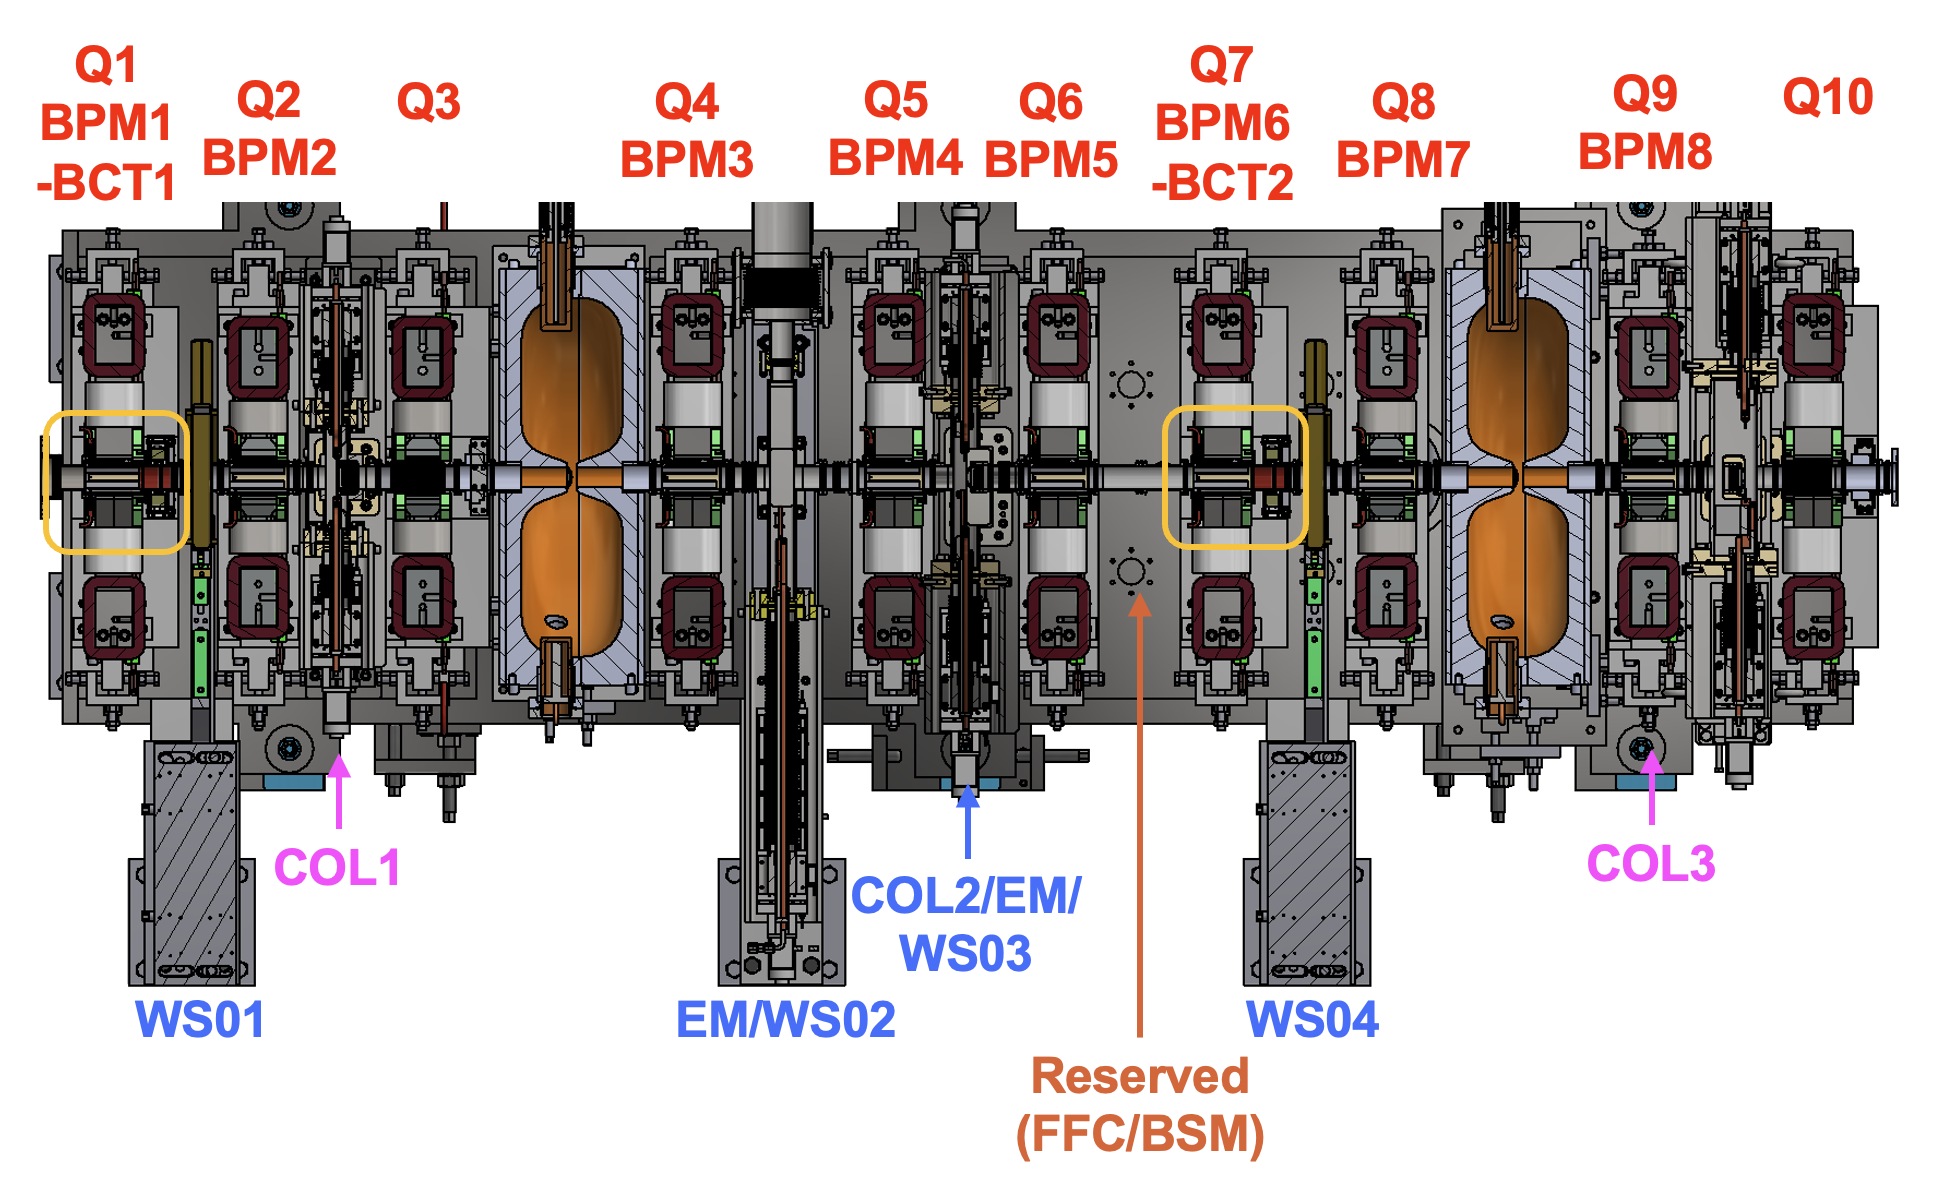 Q1
BPM1
-BCT1
Q2
BPM2
Q3
Q4
BPM3
Q5
BPM4
Q6
BPM5
Q7
BPM6
-BCT2
Q8
BPM7
Q9
BPM8
Q10
COL1
COL2/EM/
WS03
COL3
WS01
EM/WS02
WS04
Reserved
(FFC/BSM)